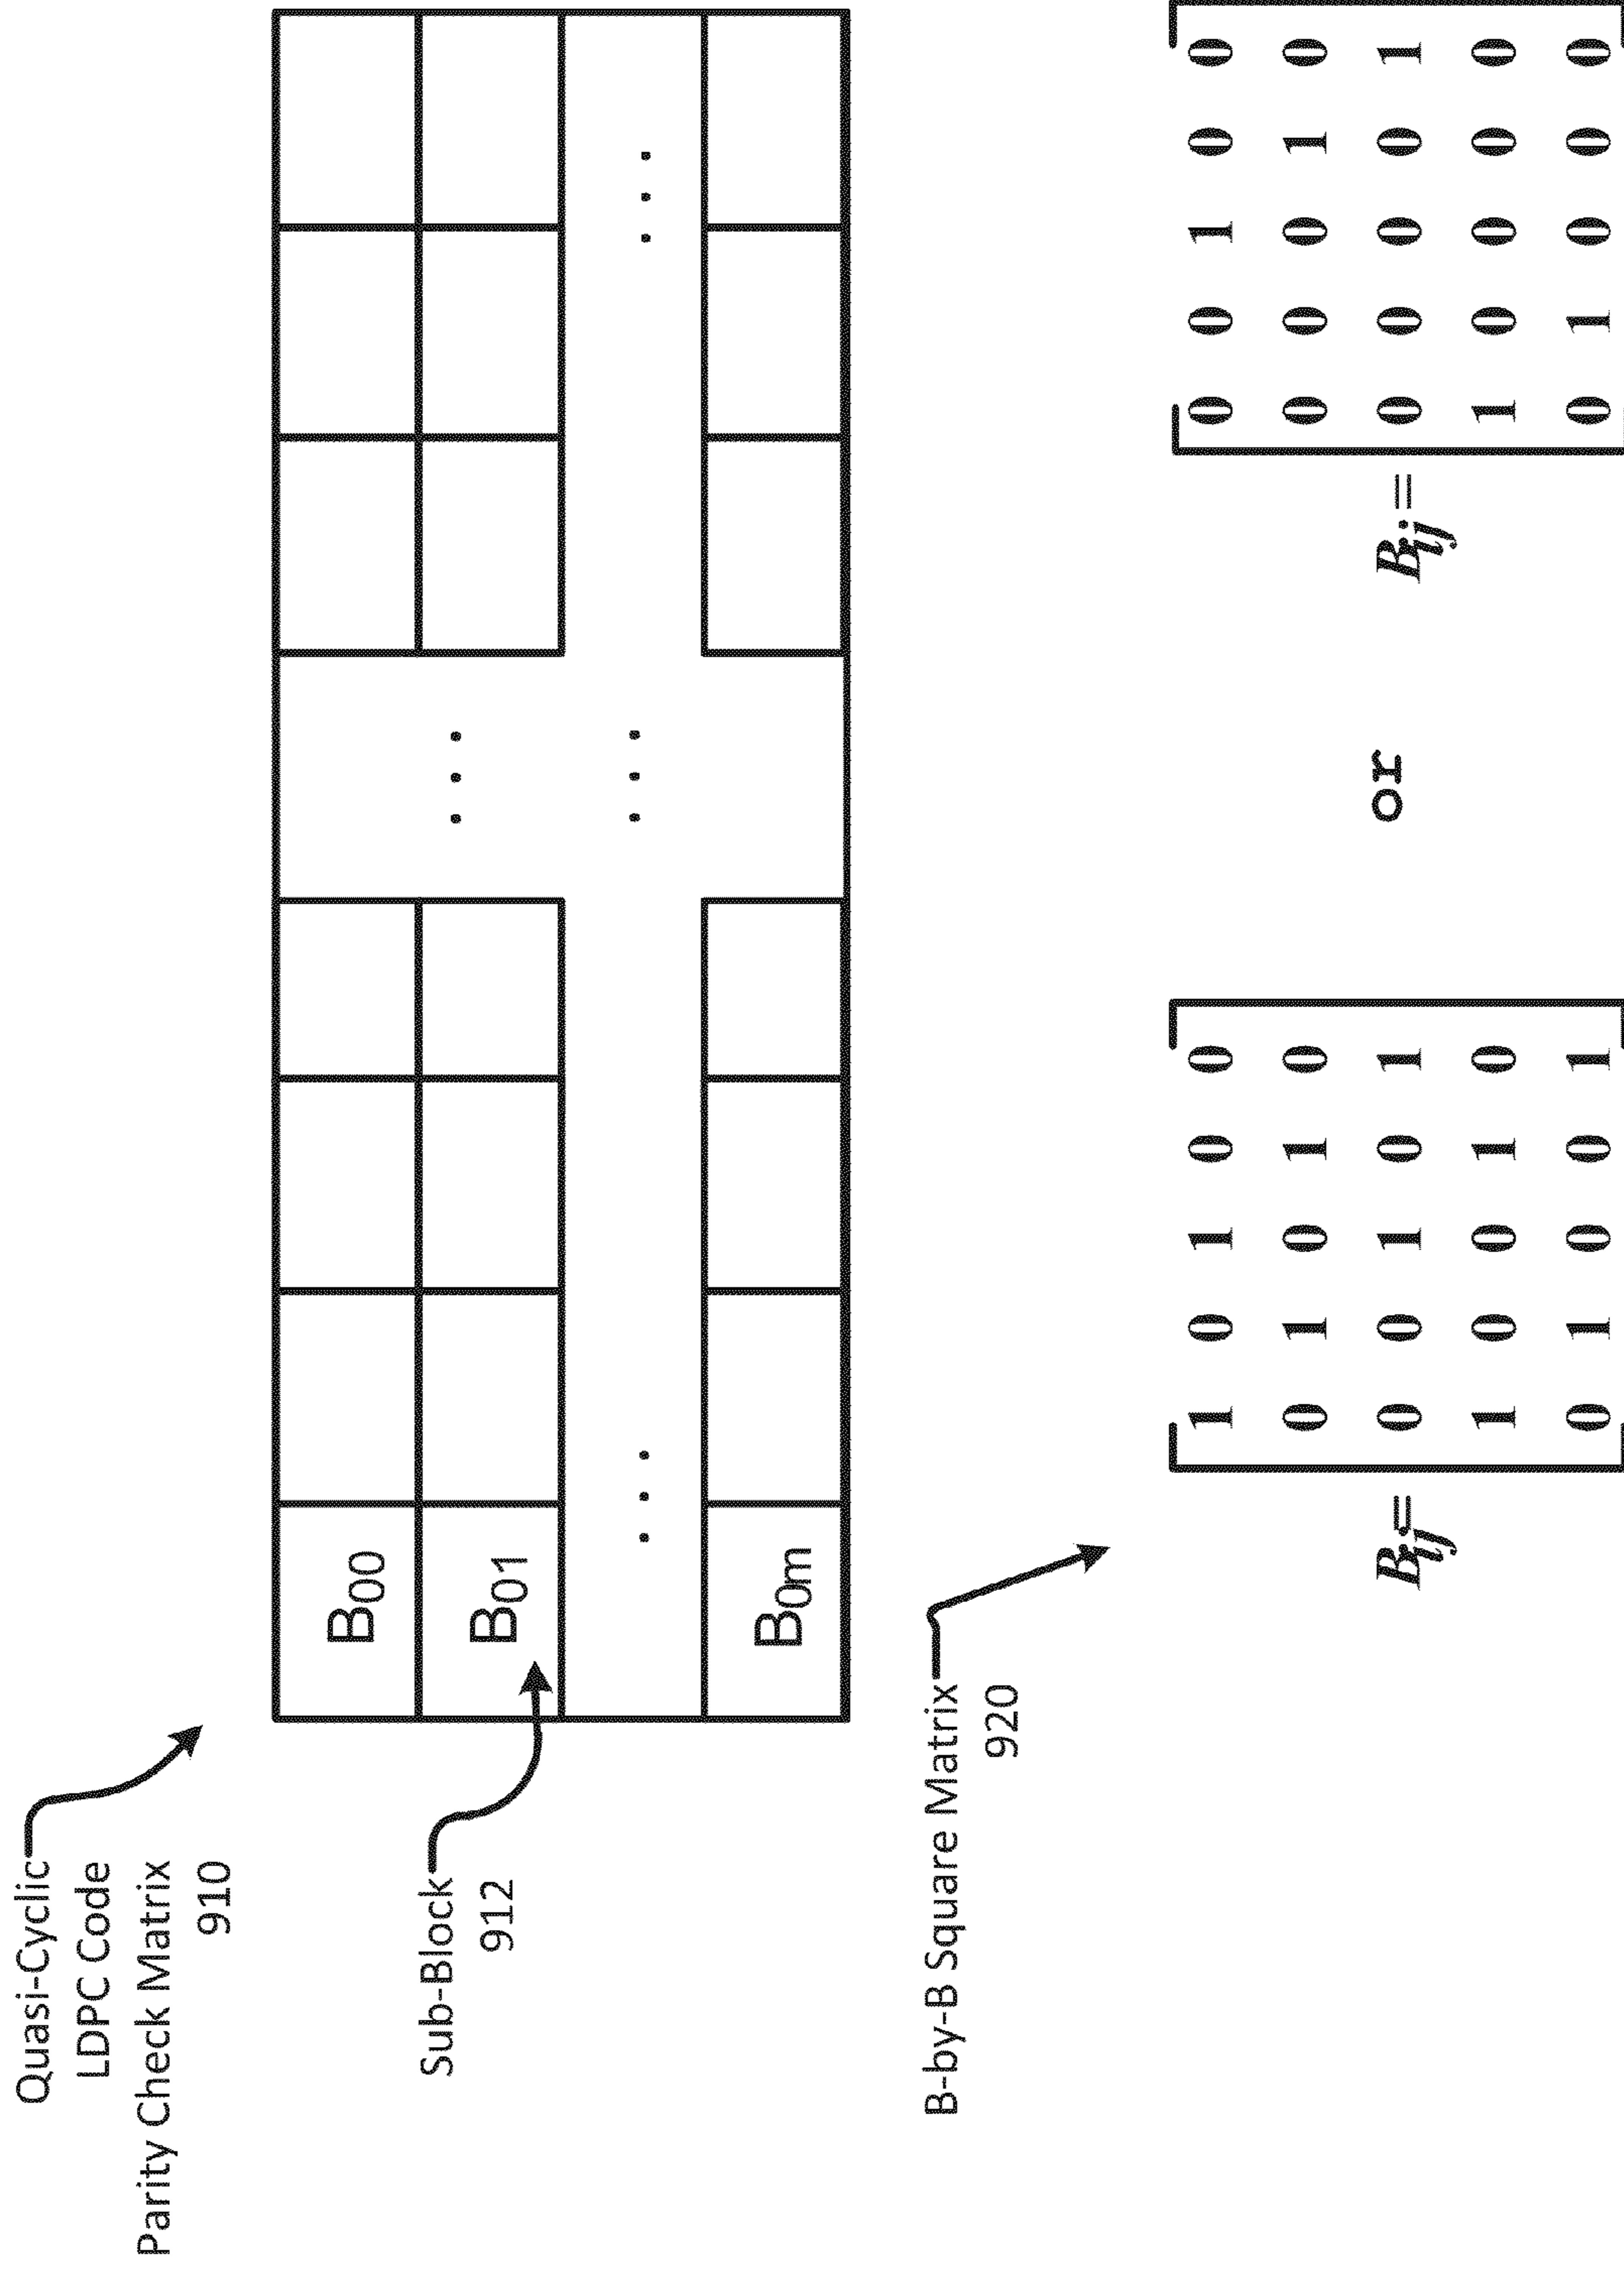 Quasi-Cyclic
LDPC Code
Parity Check Matrix
910
B00
B01
Sub-Block
912
...
B0m
B-by-B Square Matrix
920
1 0 1 0 0 0 0 1 0 0
0 1 0 1 0 0 0 0 1 0
Bij= 0 0 1 0 1 or Bij= 0 0 0 0 1
1 0 0 1 0 1 0 0 0 0
0 1 0 0 1 0 1 0 0 0